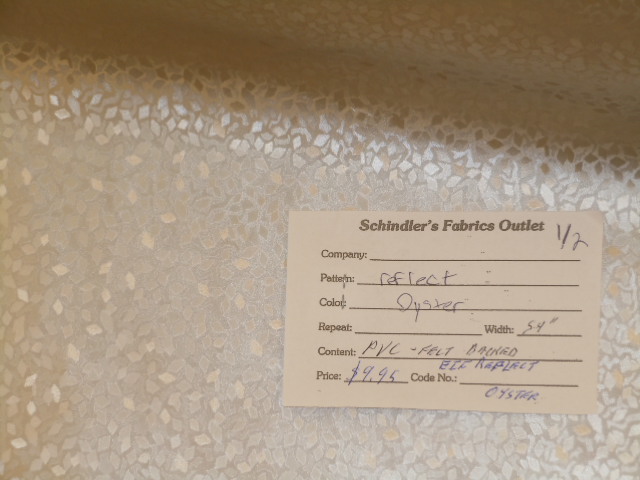 Schindler's Fabrics Outlet 1/2
Company:
Pattern: reflect
Color: Oyster
Repeat: Width: 54"
Content: PVC - FELT BACKED
Price: $9.95 Code No.: EII REFLECT
OYSTER